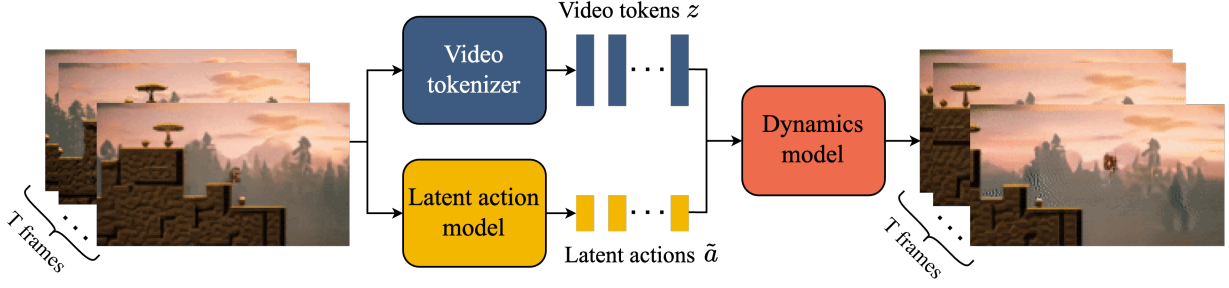 Video tokens z
Video
tokenizer
Latent action
model
Latent actions ã
Dynamics
model
T frames
T frames